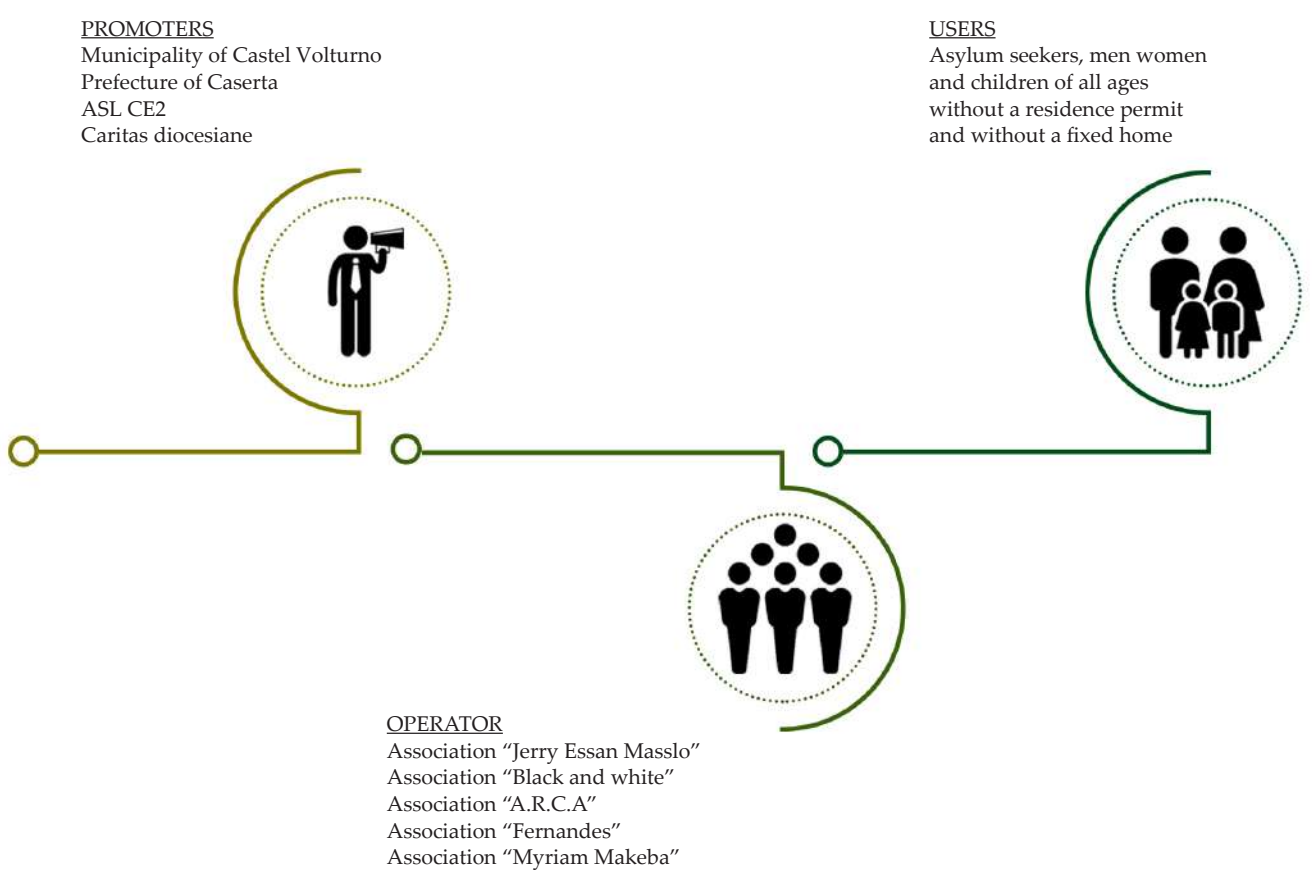 PROMOTERS
Municipality of Castel Volturno
Prefecture of Caserta
ASL CE2
Caritas diocesiane
USERS
Asylum seekers, men women
and children of all ages
without a residence permit
and without a fixed home
OPERATOR
Association “Jerry Essan Masslo”
Association “Black and white”
Association “A.R.C.A”
Association “Fernandes”
Association “Myriam Makeba”